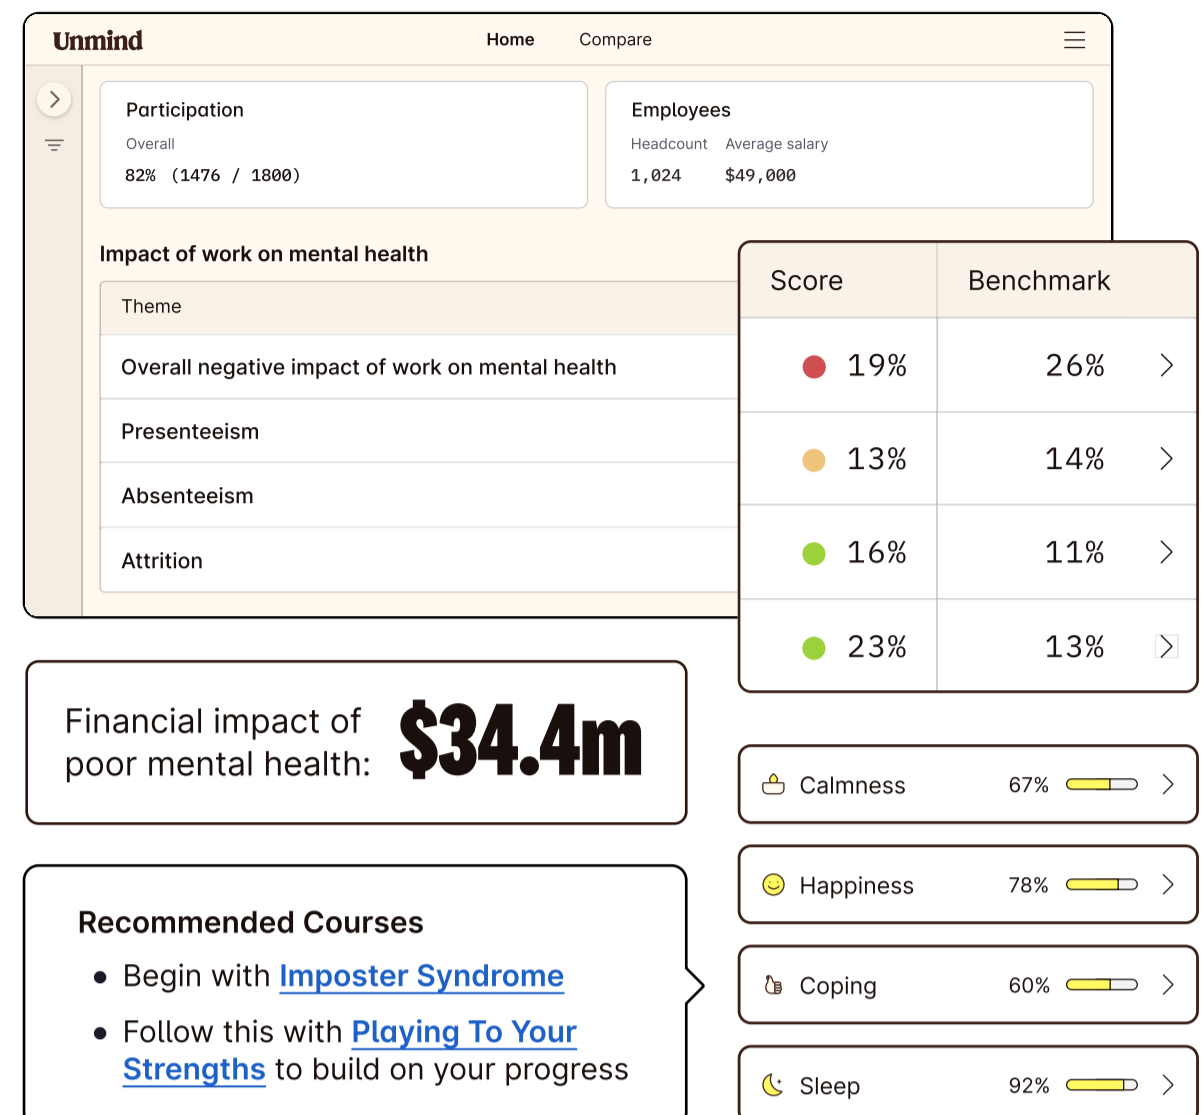 Unmind
Home Compare
Participation
Overall
82% (1476 / 1800)
Employees
Headcount Average salary
1,024 $49,000
Impact of work on mental health
Theme Score Benchmark
Overall negative impact of work on mental health 19% 26%
Presenteeism 13% 14%
Absenteeism 16% 11%
Attrition 23% 13%
Financial impact of
poor mental health: $34.4m
Recommended Courses
• Begin with Imposter Syndrome
• Follow this with Playing To Your
Strengths to build on your progress
Calmness 67%
Happiness 78%
Coping 60%
Sleep 92%